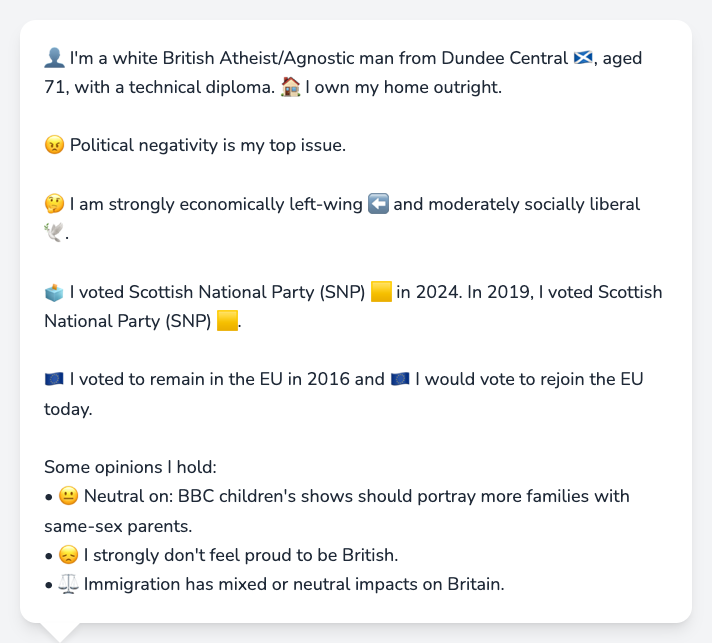 👤 I'm a white British Atheist/Agnostic man from Dundee Central 🏴󠁧󠁢󠁳󠁣󠁴󠁿, aged
71, with a technical diploma. 🏠 I own my home outright.
😠 Political negativity is my top issue.
🤔 I am strongly economically left-wing ⬅️ and moderately socially liberal
🕊️.
🗳️ I voted Scottish National Party (SNP) 🟨 in 2024. In 2019, I voted Scottish
National Party (SNP) 🟨.
🇪🇺 I voted to remain in the EU in 2016 and 🇪🇺 I would vote to rejoin the EU
today.
Some opinions I hold:
• 😐 Neutral on: BBC children's shows should portray more families with
same-sex parents.
• 😞 I strongly don't feel proud to be British.
• ⚖️ Immigration has mixed or neutral impacts on Britain.